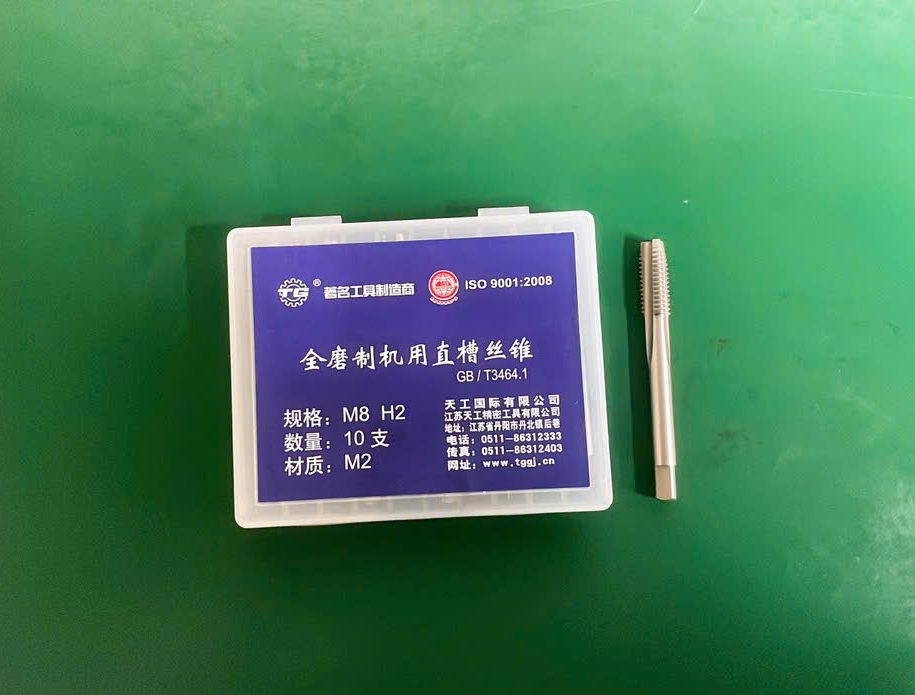 TG ® 著名工具制造商 ISO 9001:2008
全磨制机用直槽丝锥
GB / T3464.1
规格：M8 H2
数量：10 支
材质：M2
天工国际有限公司
江苏天工精密工具有限公司
地址：江苏省丹阳市丹北镇后巷
电话：0511—86312333
传真：0511—86312403
网址：www.tggj.cn